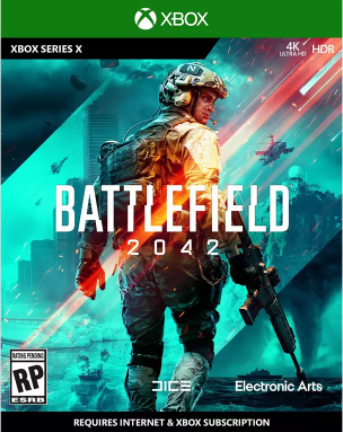 XBOX
XBOX SERIES X
4K
ULTRA HD
HDR
BATTLEFIELD
2042
RATING PENDING
RP
ESRB
DICE
Electronic Arts
REQUIRES INTERNET & XBOX SUBSCRIPTION